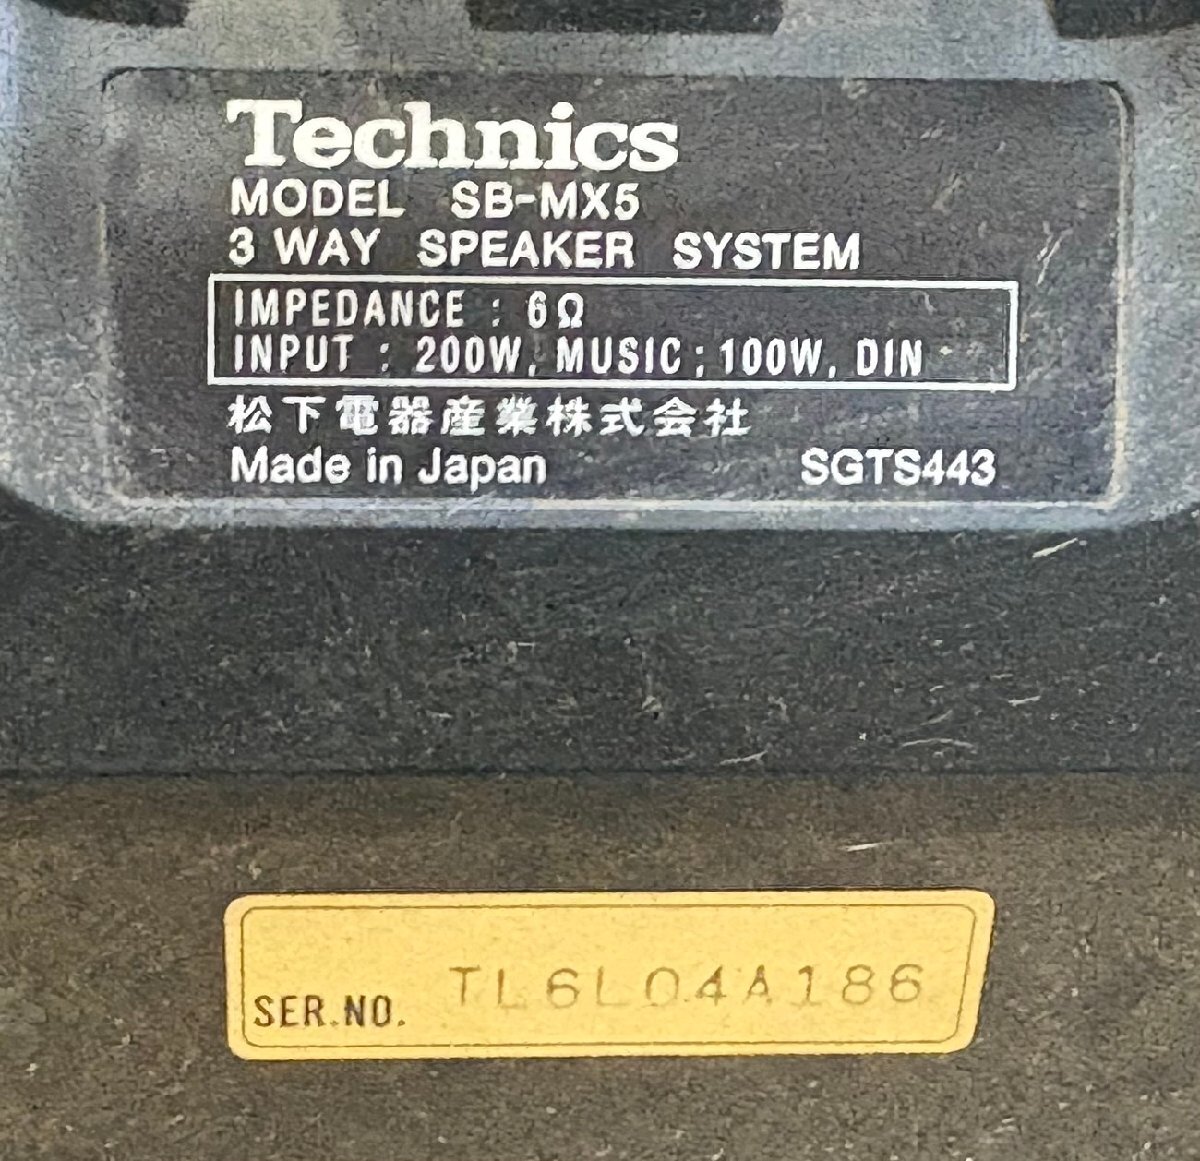 Technics
MODEL SB-MX5
3 WAY SPEAKER SYSTEM
IMPEDANCE : 6Ω
INPUT : 200W, MUSIC ; 100W, DIN
松下電器産業株式会社
Made in Japan SGTS443
SER.NO. TL6L04A186